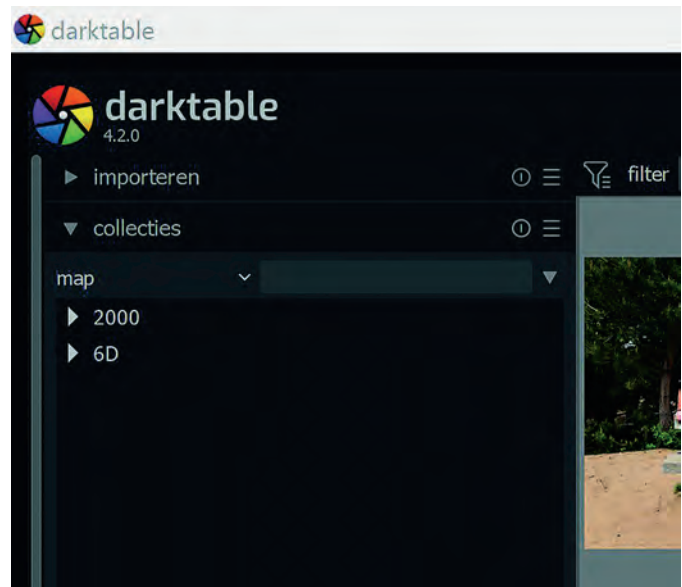 darktable
darktable
4.2.0
importeren
filter
collecties
map
2000
6D